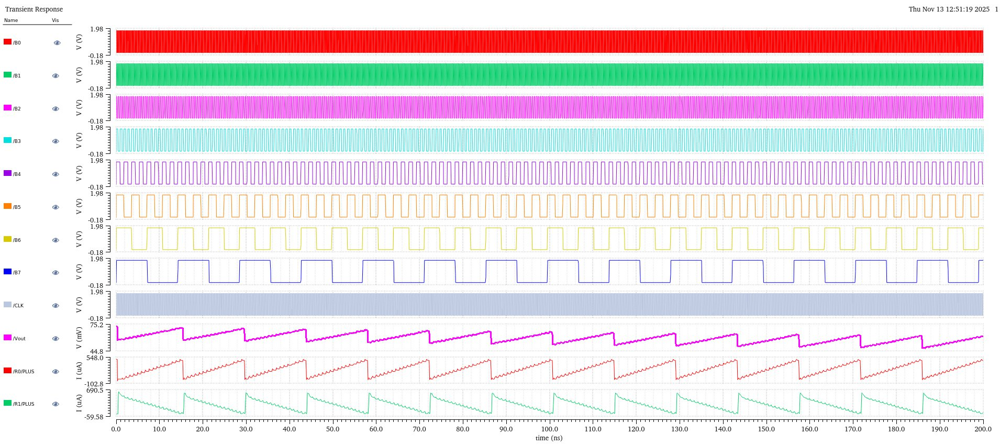 Transient Response
Thu Nov 13 12:51:19 2025 1
Name Vis
/B0
V (V)
1.98
-0.18
/B1
V (V)
1.98
-0.18
/B2
V (V)
1.98
-0.18
/B3
V (V)
1.98
-0.18
/B4
V (V)
1.98
-0.18
/B5
V (V)
1.98
-0.18
/B6
V (V)
1.98
-0.18
/B7
V (V)
1.98
-0.18
/CLK
V (V)
1.98
-0.18
/Vout
V (mV)
75.2
44.8
/R0/PLUS
I (uA)
548.0
-102.8
/R1/PLUS
I (uA)
690.5
-59.58
0.0 10.0 20.0 30.0 40.0 50.0 60.0 70.0 80.0 90.0 100.0 110.0 120.0 130.0 140.0 150.0 160.0 170.0 180.0 190.0 200.0
time (ns)